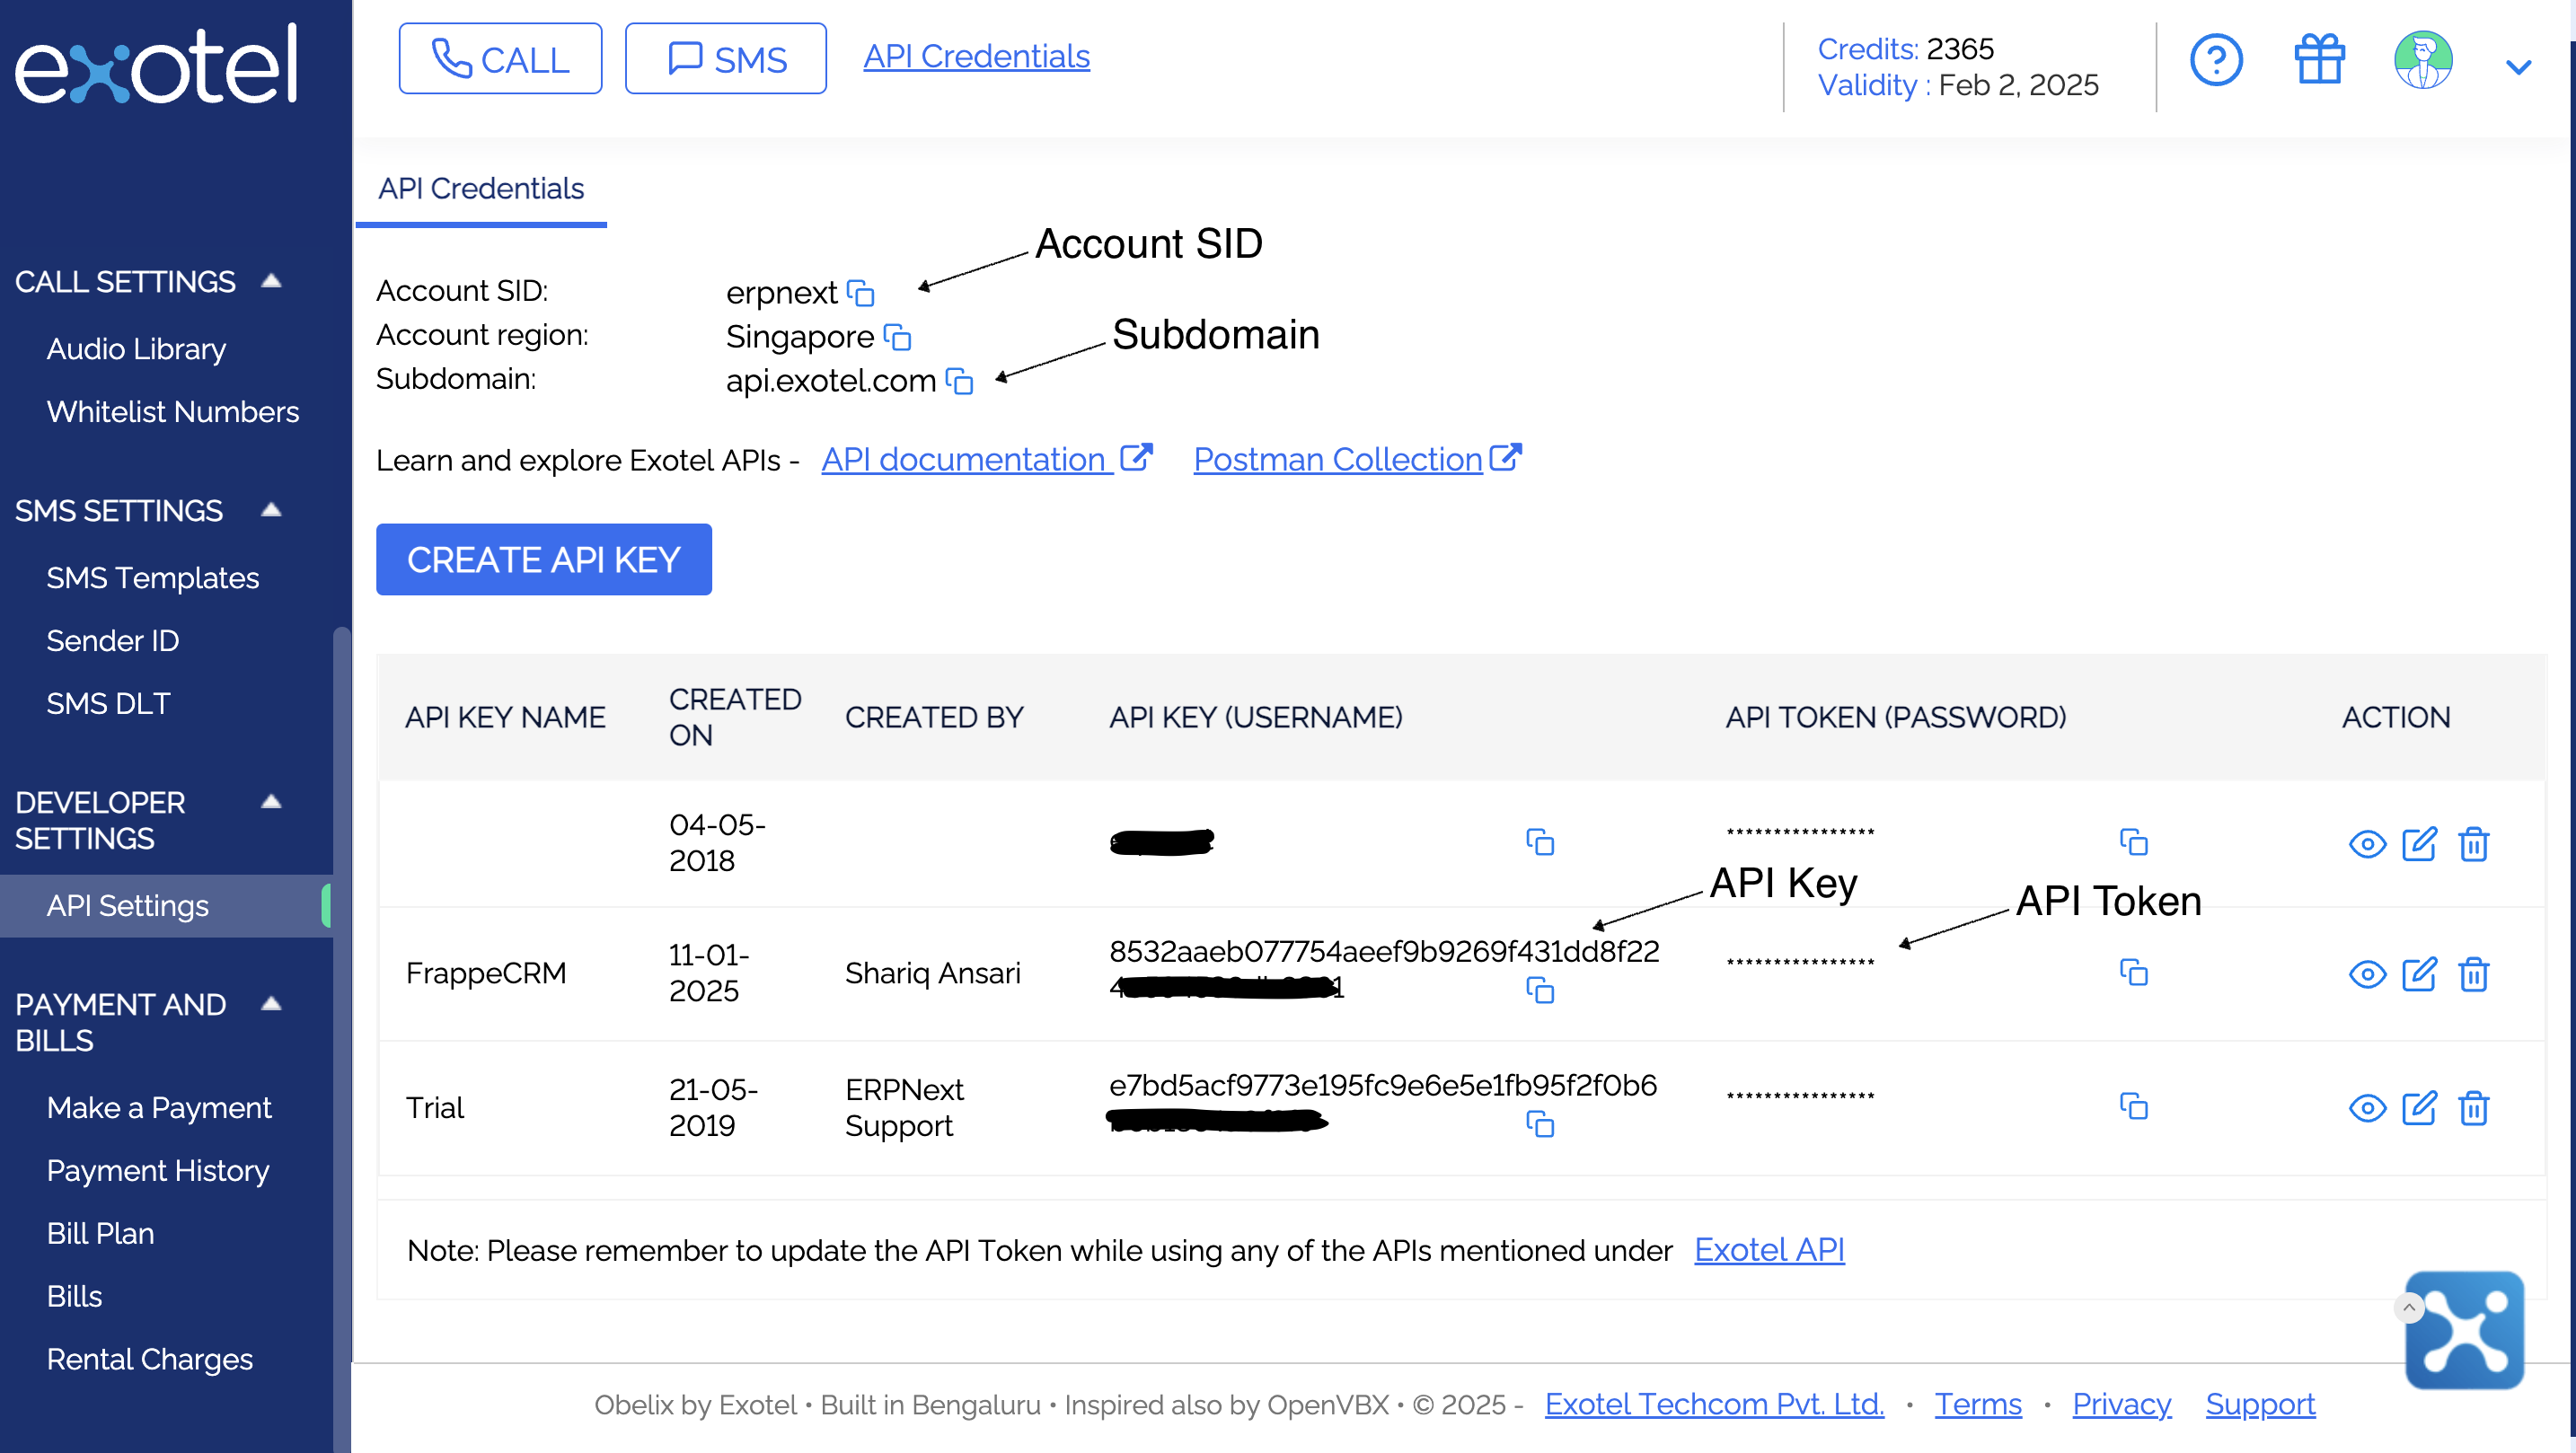 exotel
CALL
SMS
API Credentials
Credits: 2365
Validity : Feb 2, 2025
API Credentials
Account SID
Account SID:
erpnext
Account region:
Singapore
Subdomain
Subdomain:
api.exotel.com
Learn and explore Exotel APIs - API documentation Postman Collection
CREATE API KEY
CALL SETTINGS
Audio Library
Whitelist Numbers
SMS SETTINGS
SMS Templates
Sender ID
SMS DLT
DEVELOPER
SETTINGS
API Settings
PAYMENT AND
BILLS
Make a Payment
Payment History
Bill Plan
Bills
Rental Charges
API KEY NAME
CREATED
ON
CREATED BY
API KEY (USERNAME)
API TOKEN (PASSWORD)
ACTION
04-05-
2018
****************
API Key
API Token
FrappeCRM
11-01-
2025
Shariq Ansari
8532aaeb077754aeef9b9269f431dd8f22
****************
Trial
21-05-
2019
ERPNext
Support
e7bd5acf9773e195fc9e6e5e1fb95f2f0b6
****************
Note: Please remember to update the API Token while using any of the APIs mentioned under Exotel API
Obelix by Exotel • Built in Bengaluru • Inspired also by OpenVBX • © 2025 - Exotel Techcom Pvt. Ltd. • Terms • Privacy Support